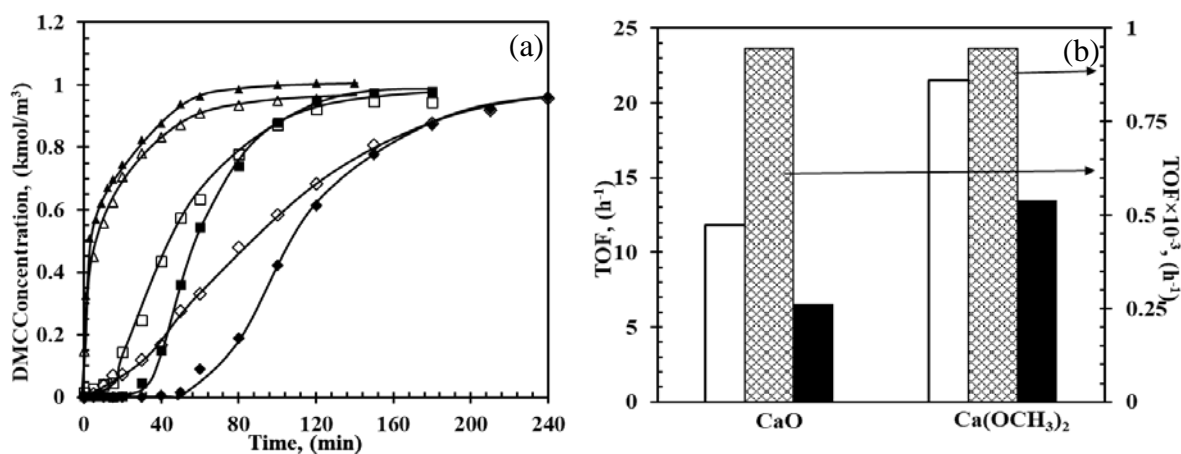 (a)
1.2
1
0.8
0.6
0.4
0.2
0
DMCConcentration, (kmol/m³)
0 40 80 120 160 200 240
Time, (min)
(b)
25
20
15
10
5
0
TOF, (h⁻¹)
1
0.75
0.5
0.25
0
TOF×10⁻³, (h⁻¹)
CaO Ca(OCH₃)₂